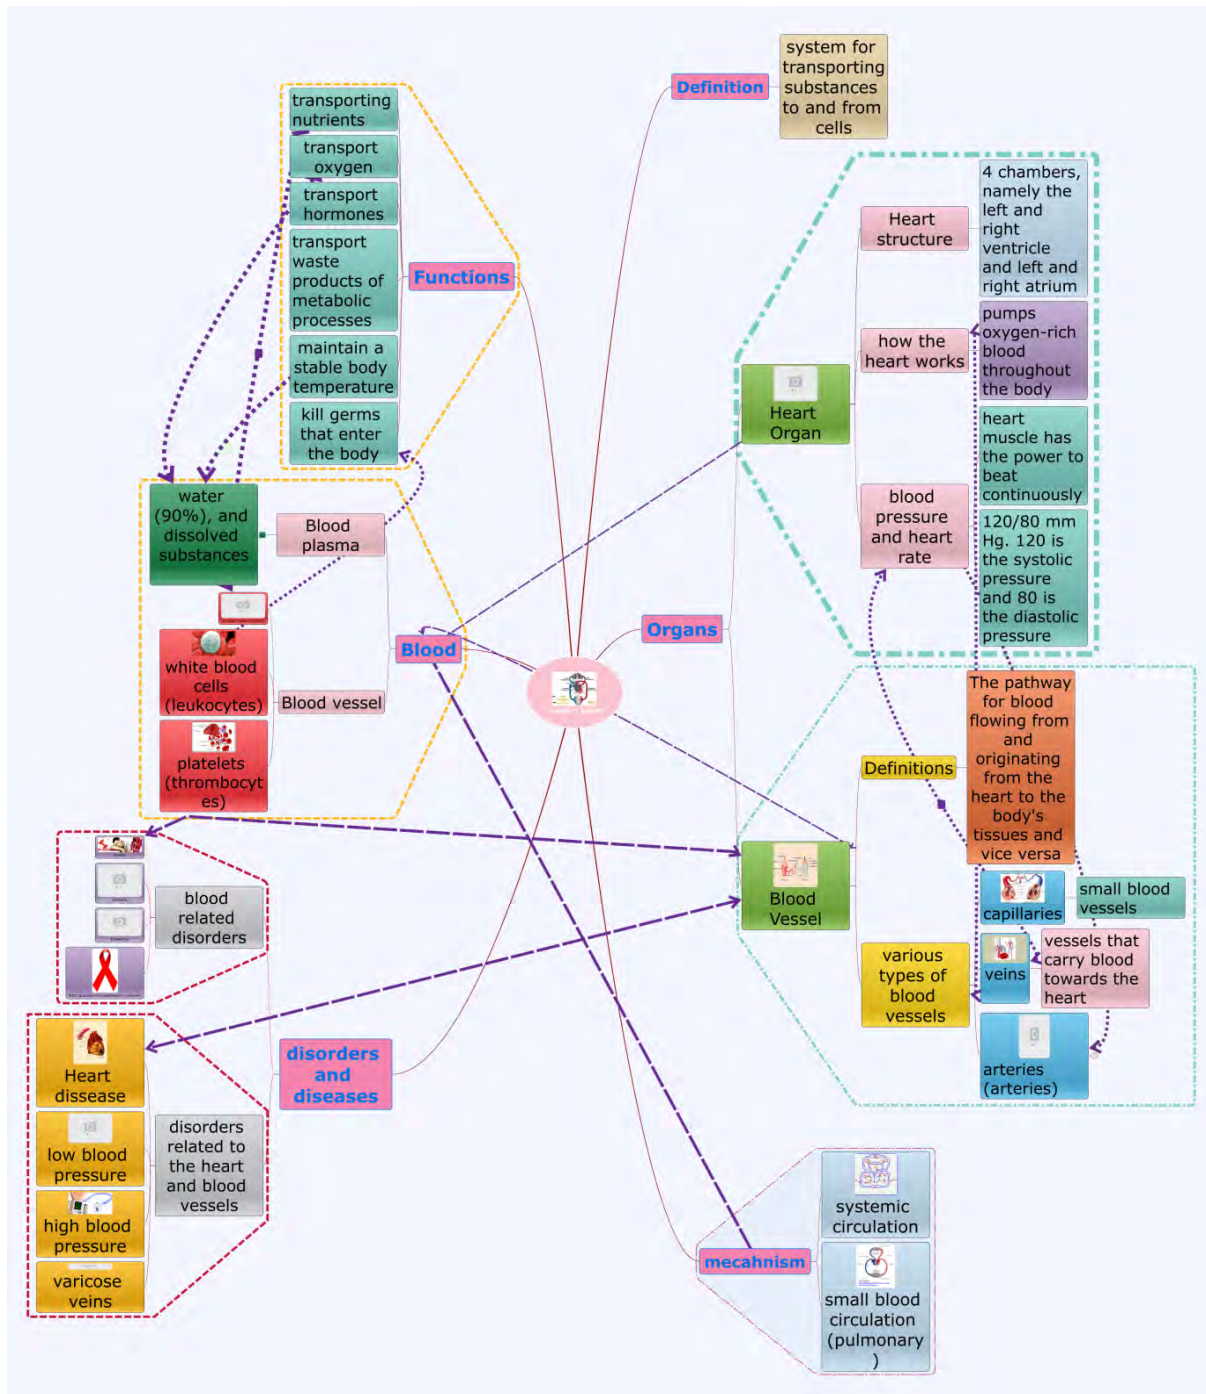 Definition
system for
transporting
substances
to and from
cells
transporting
nutrients
transport
oxygen
transport
hormones
transport
waste
products of
metabolic
processes
maintain a
stable body
temperature
kill germs
that enter
the body
Functions
Heart
structure
4 chambers,
namely the
left and
right
ventricle
and left and
right atrium
how the
heart works
pumps
oxygen-rich
blood
throughout
the body
Heart
Organ
heart
muscle has
the power to
beat
continuously
blood
pressure
and heart
rate
120/80 mm
Hg. 120 is
the systolic
pressure
and 80 is
the diastolic
pressure
water
(90%), and
dissolved
substances
Blood
plasma
white blood
cells
(leukocytes)
Blood vessel
platelets
(thrombocyt
es)
Blood
Organs
Definitions
The pathway
for blood
flowing from
and
originating
from the
heart to the
body's
tissues and
vice versa
Blood
Vessel
various
types of
blood
vessels
capillaries
small blood
vessels
veins
vessels that
carry blood
towards the
heart
arteries
(arteries)
blood
related
disorders
disorders
and
diseases
Heart
dissease
low blood
pressure
high blood
pressure
varicose
veins
disorders
related to
the heart
and blood
vessels
mecahnism
systemic
circulation
small blood
circulation
(pulmonary
)